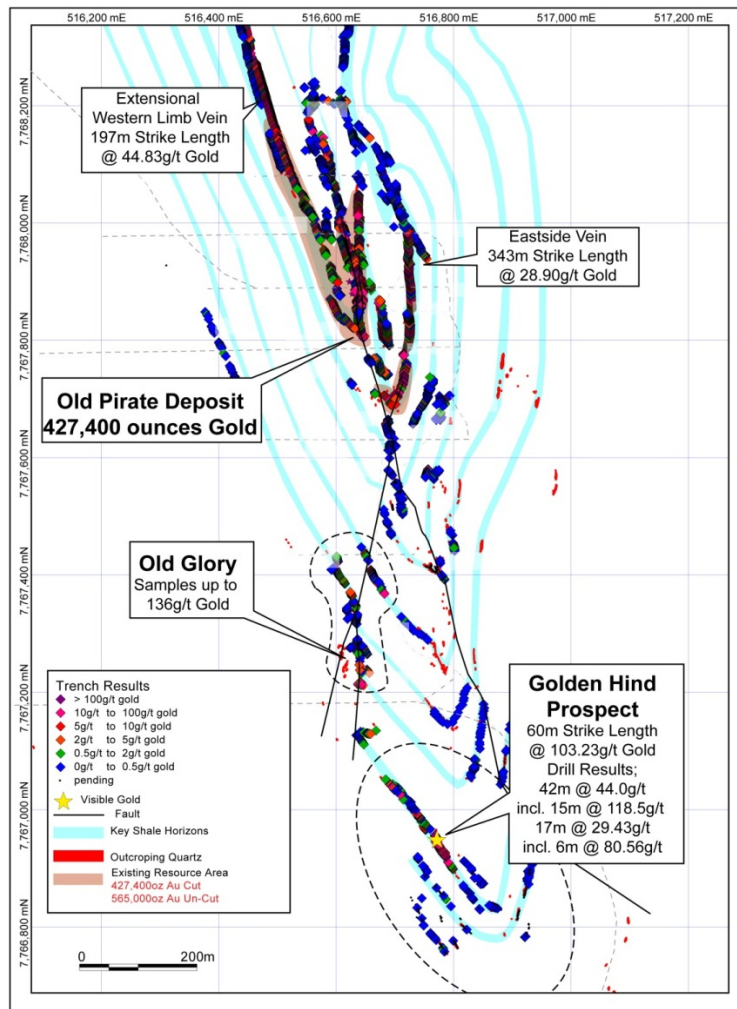 516,200 mE
516,400 mE
516,600 mE
516,800 mE
517,000 mE
517,200 mE
7,768,200 mN
7,768,000 mN
7,767,800 mN
7,767,600 mN
7,767,400 mN
7,767,200 mN
7,767,000 mN
7,766,800 mN
Extensional
Western Limb Vein
197m Strike Length
@ 44.83g/t Gold
Eastside Vein
343m Strike Length
@ 28.90g/t Gold
Old Pirate Deposit
427,400 ounces Gold
Old Glory
Samples up to
136g/t Gold
Golden Hind
Prospect
60m Strike Length
@ 103.23g/t Gold
Drill Results;
42m @ 44.0g/t
incl. 15m @ 118.5g/t
17m @ 29.43g/t
incl. 6m @ 80.56g/t
Trench Results
> 100g/t gold
10g/t to 100g/t gold
5g/t to 10g/t gold
2g/t to 5g/t gold
0.5g/t to 2g/t gold
0g/t to 0.5g/t gold
pending
Visible Gold
Fault
Key Shale Horizons
Outcroping Quartz
Existing Resource Area
427,400oz Au Cut
565,000oz Au Un-Cut
0 200m